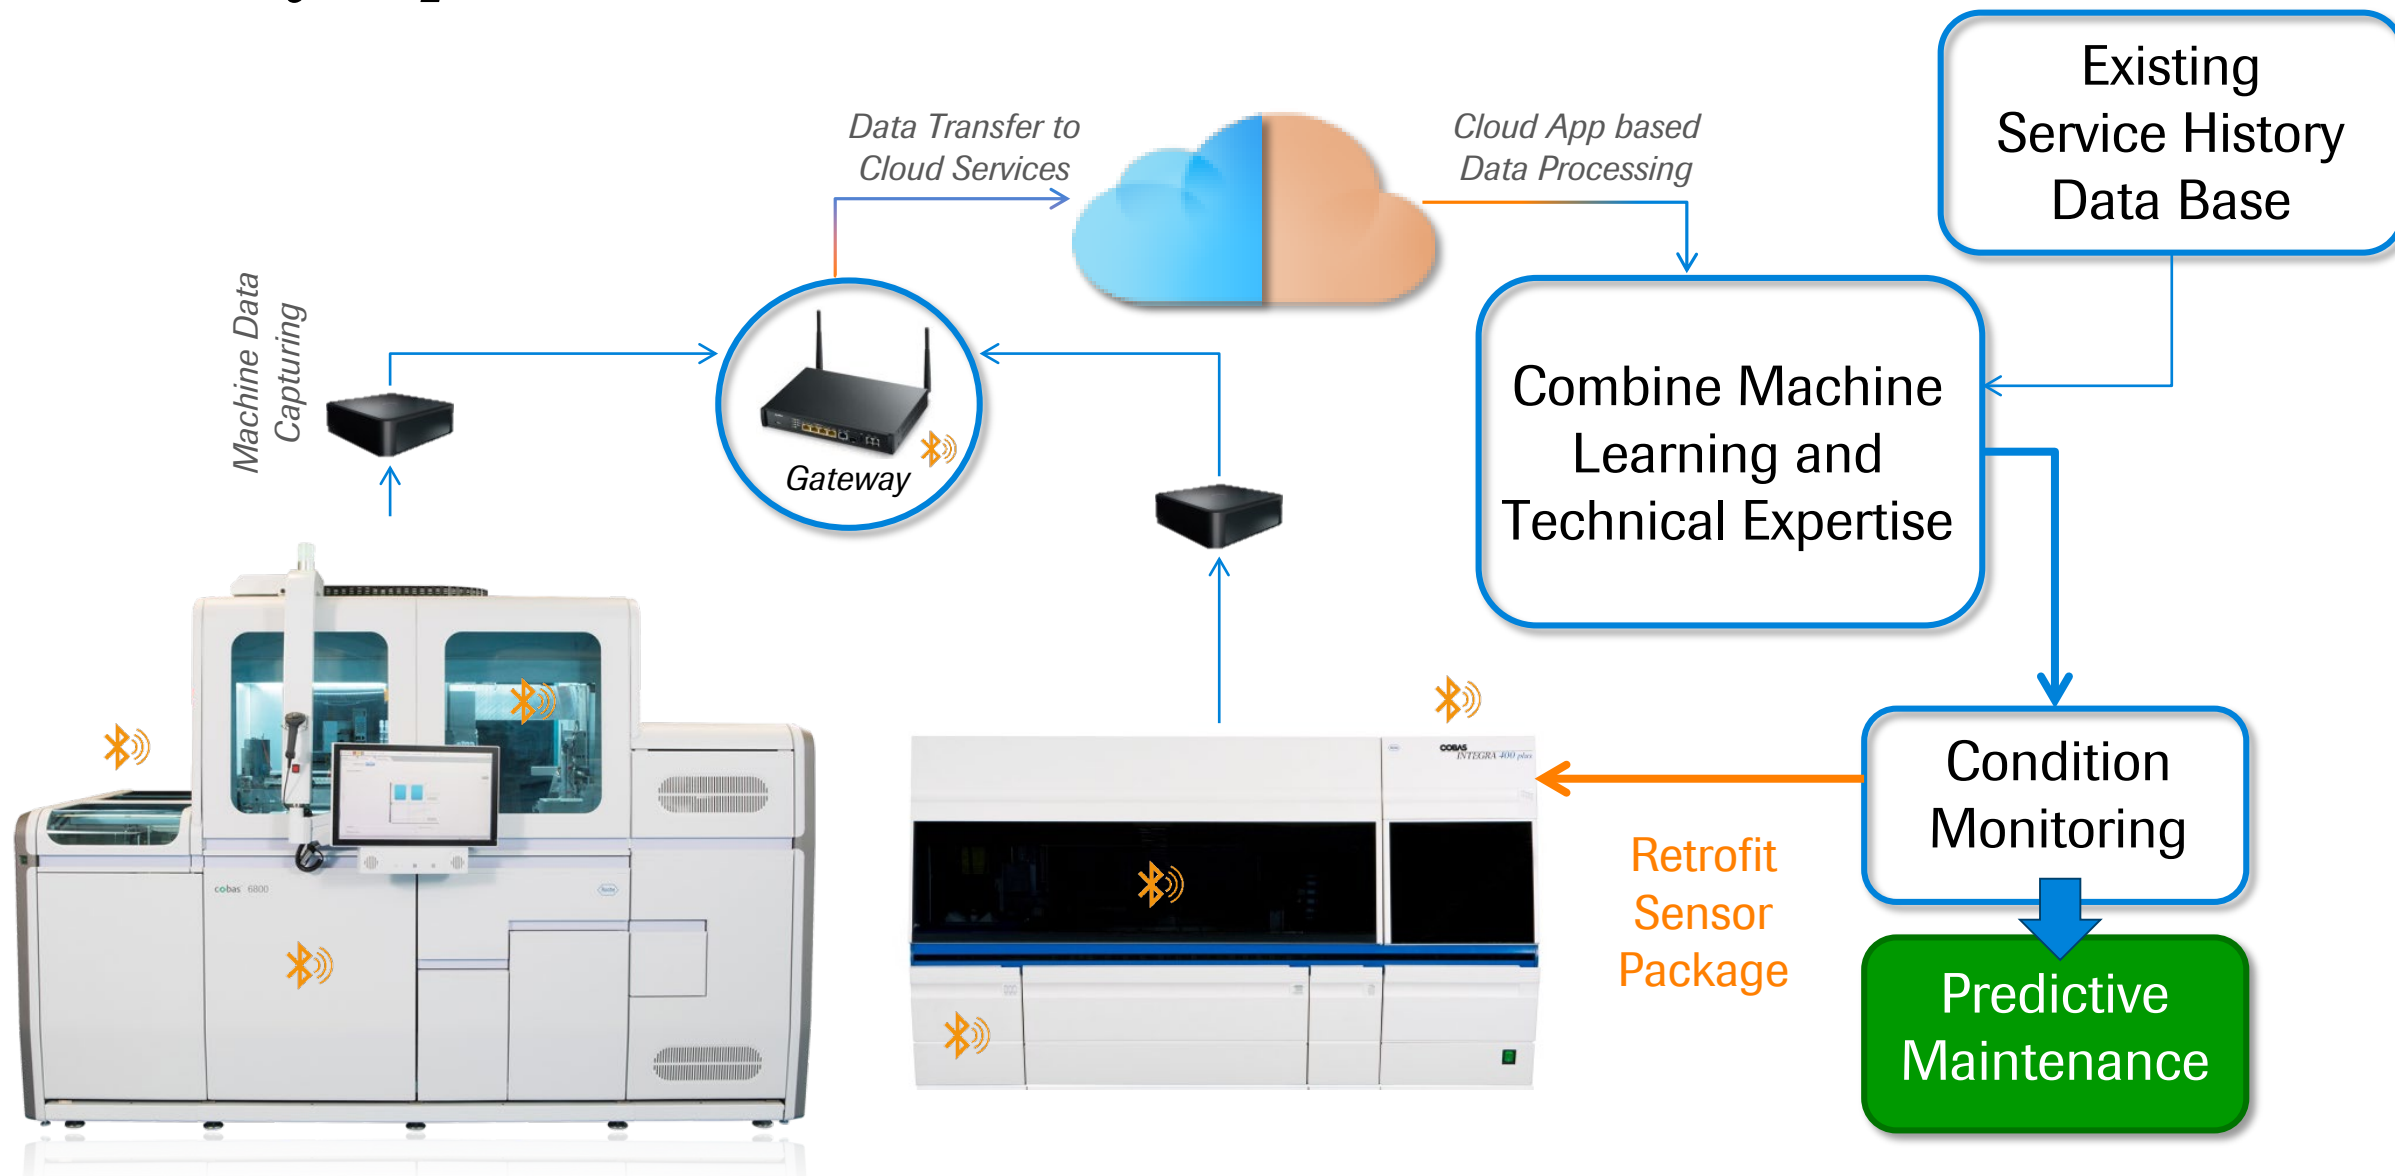 Existing
Service History
Data Base
Data Transfer to
Cloud Services
Cloud App based
Data Processing
Machine Data
Capturing
Gateway
Combine Machine
Learning and
Technical Expertise
Condition
Monitoring
Retrofit
Sensor
Package
Predictive
Maintenance
COBAS
INTEGRA 400 plus
cobas 6800
Roche